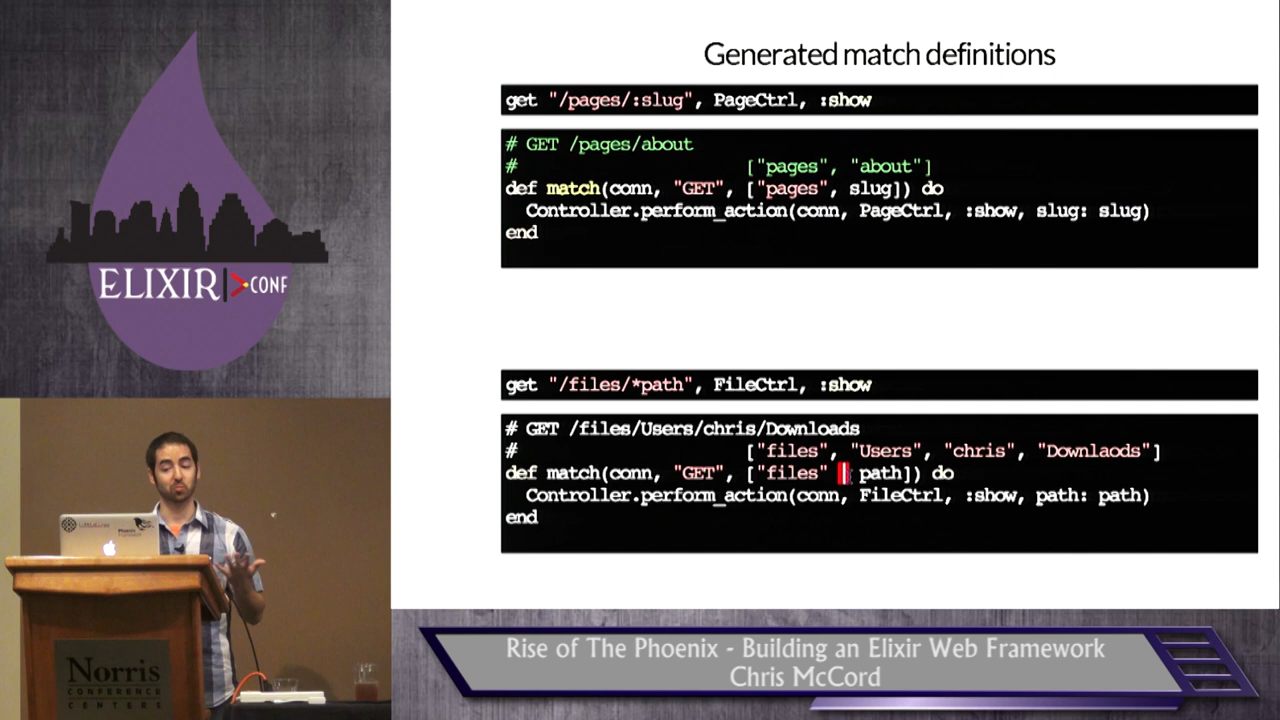 Generated match definitions
get "/pages/:slug", PageCtrl, :show
# GET /pages/about
# ["pages", "about"]
def match(conn, "GET", ["pages", slug]) do
Controller.perform_action(conn, PageCtrl, :show, slug: slug)
end
get "/files/*path", FileCtrl, :show
# GET /files/Users/chris/Downloads
# ["files", "Users", "chris", "Downlaods"]
def match(conn, "GET", ["files" | path]) do
Controller.perform_action(conn, FileCtrl, :show, path: path)
end
ELIXIR|>CONF
Norris
CONFERENCE
CENTERS
Rise of The Phoenix - Building an Elixir Web Framework
Chris McCord